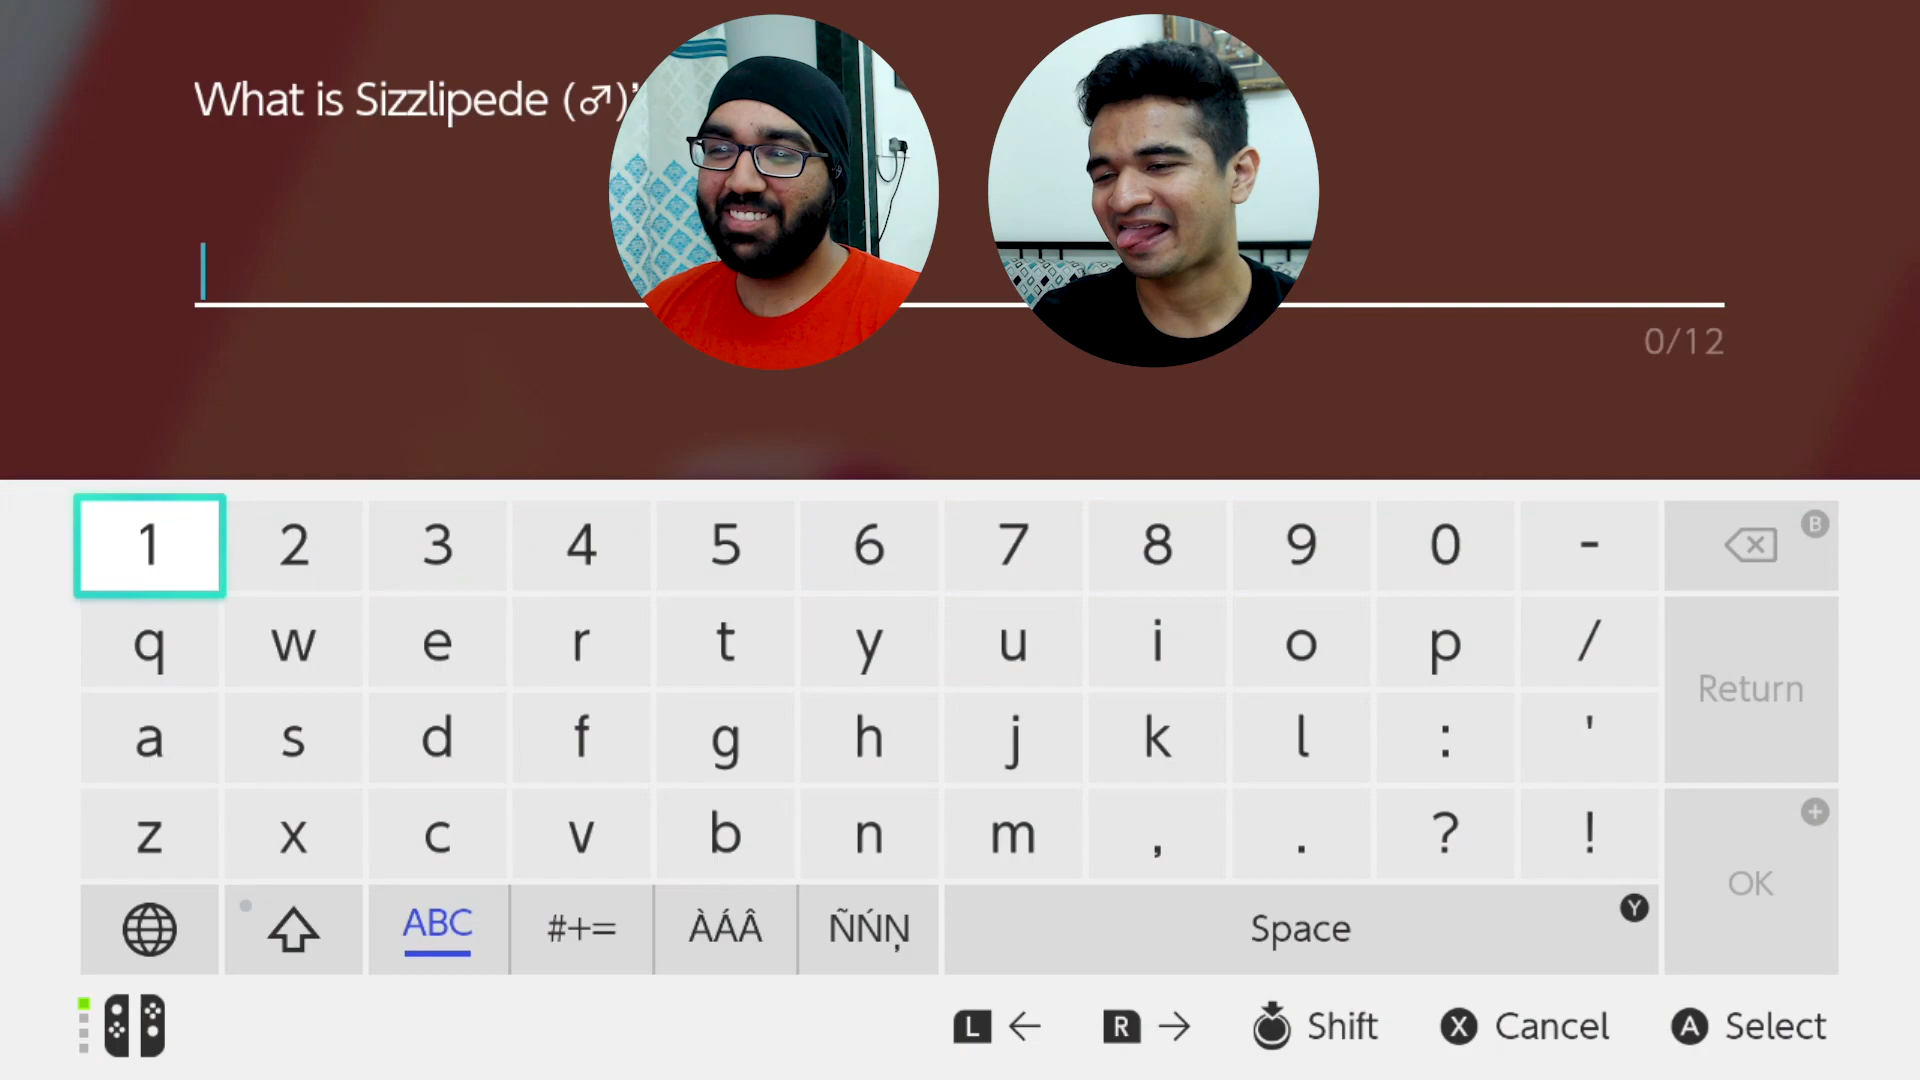 What is Sizzlipede (♂)'
0/12
1 2 3 4 5 6 7 8 9 0 - B
q w e r t y u i o p /
Return
a s d f g h j k l : '
z x c v b n m , . ? ! +
OK
ABC #+= ÀÁÂ ÑŃŅ Space Y
L ← R → Shift X Cancel A Select